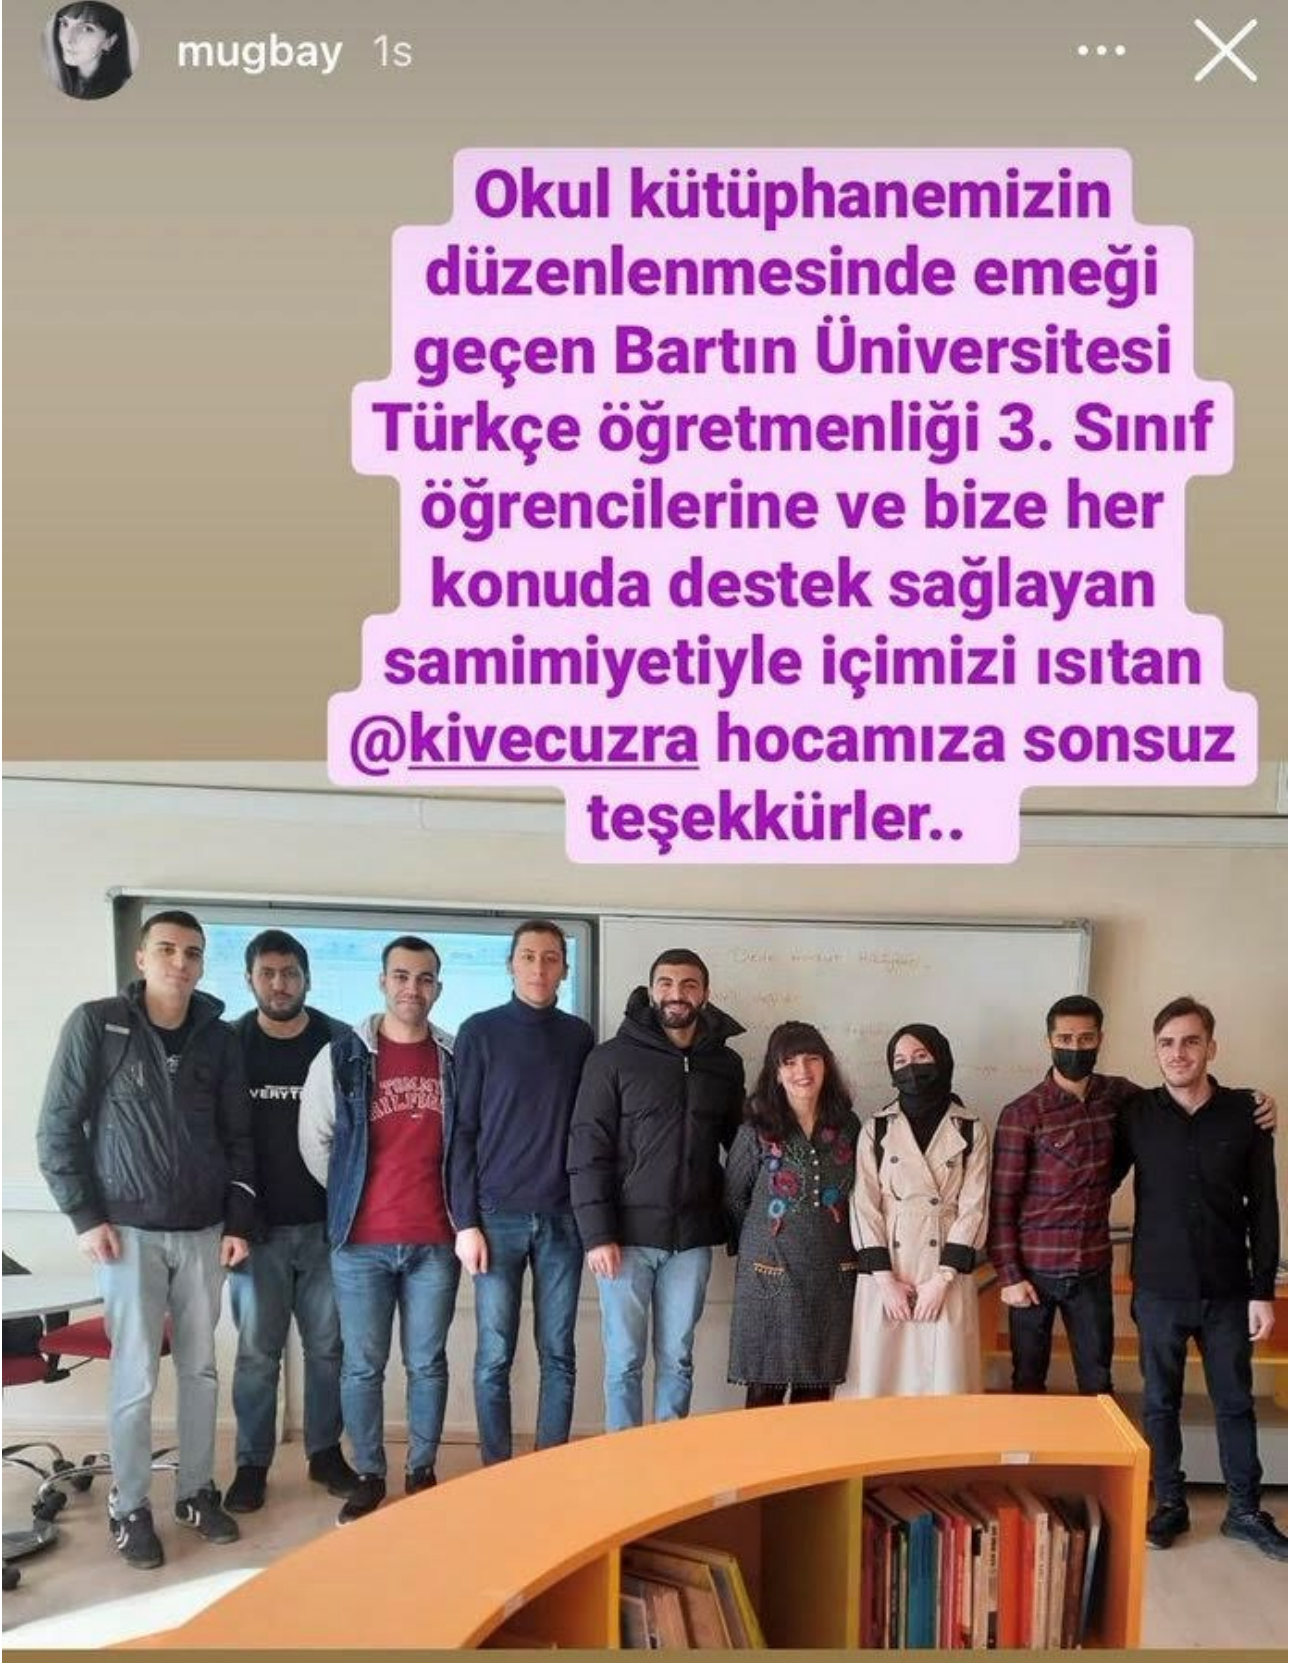 mugbay 1s
Okul kütüphanemizin
düzenlenmesinde emeği
geçen Bartın Üniversitesi
Türkçe öğretmenliği 3. Sınıf
öğrencilerine ve bize her
konuda destek sağlayan
samimiyetiyle içimizi ısıtan
@kivecuzra hocamıza sonsuz
teşekkürler..
TOMMY
HILFIGER